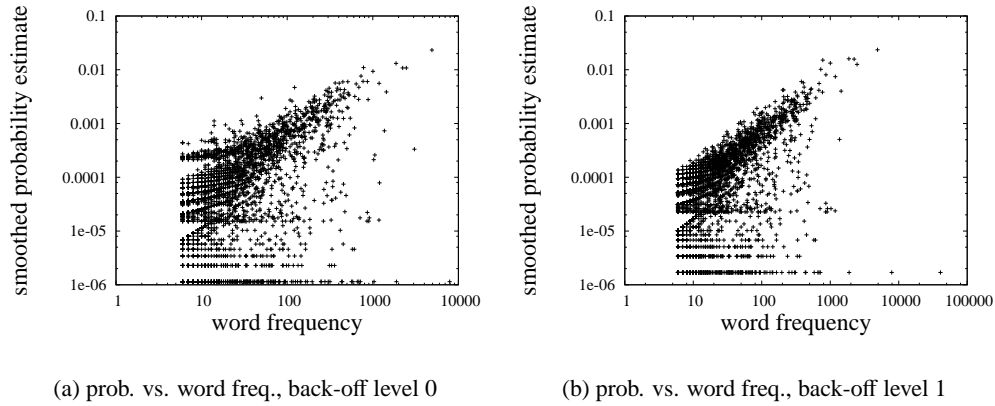 smoothed probability estimate
0.1
0.01
0.001
0.0001
1e-05
1e-06
1 10 100 1000 10000
word frequency
(a) prob. vs. word freq., back-off level 0
smoothed probability estimate
0.1
0.01
0.001
0.0001
1e-05
1e-06
1 10 100 1000 10000 100000
word frequency
(b) prob. vs. word freq., back-off level 1